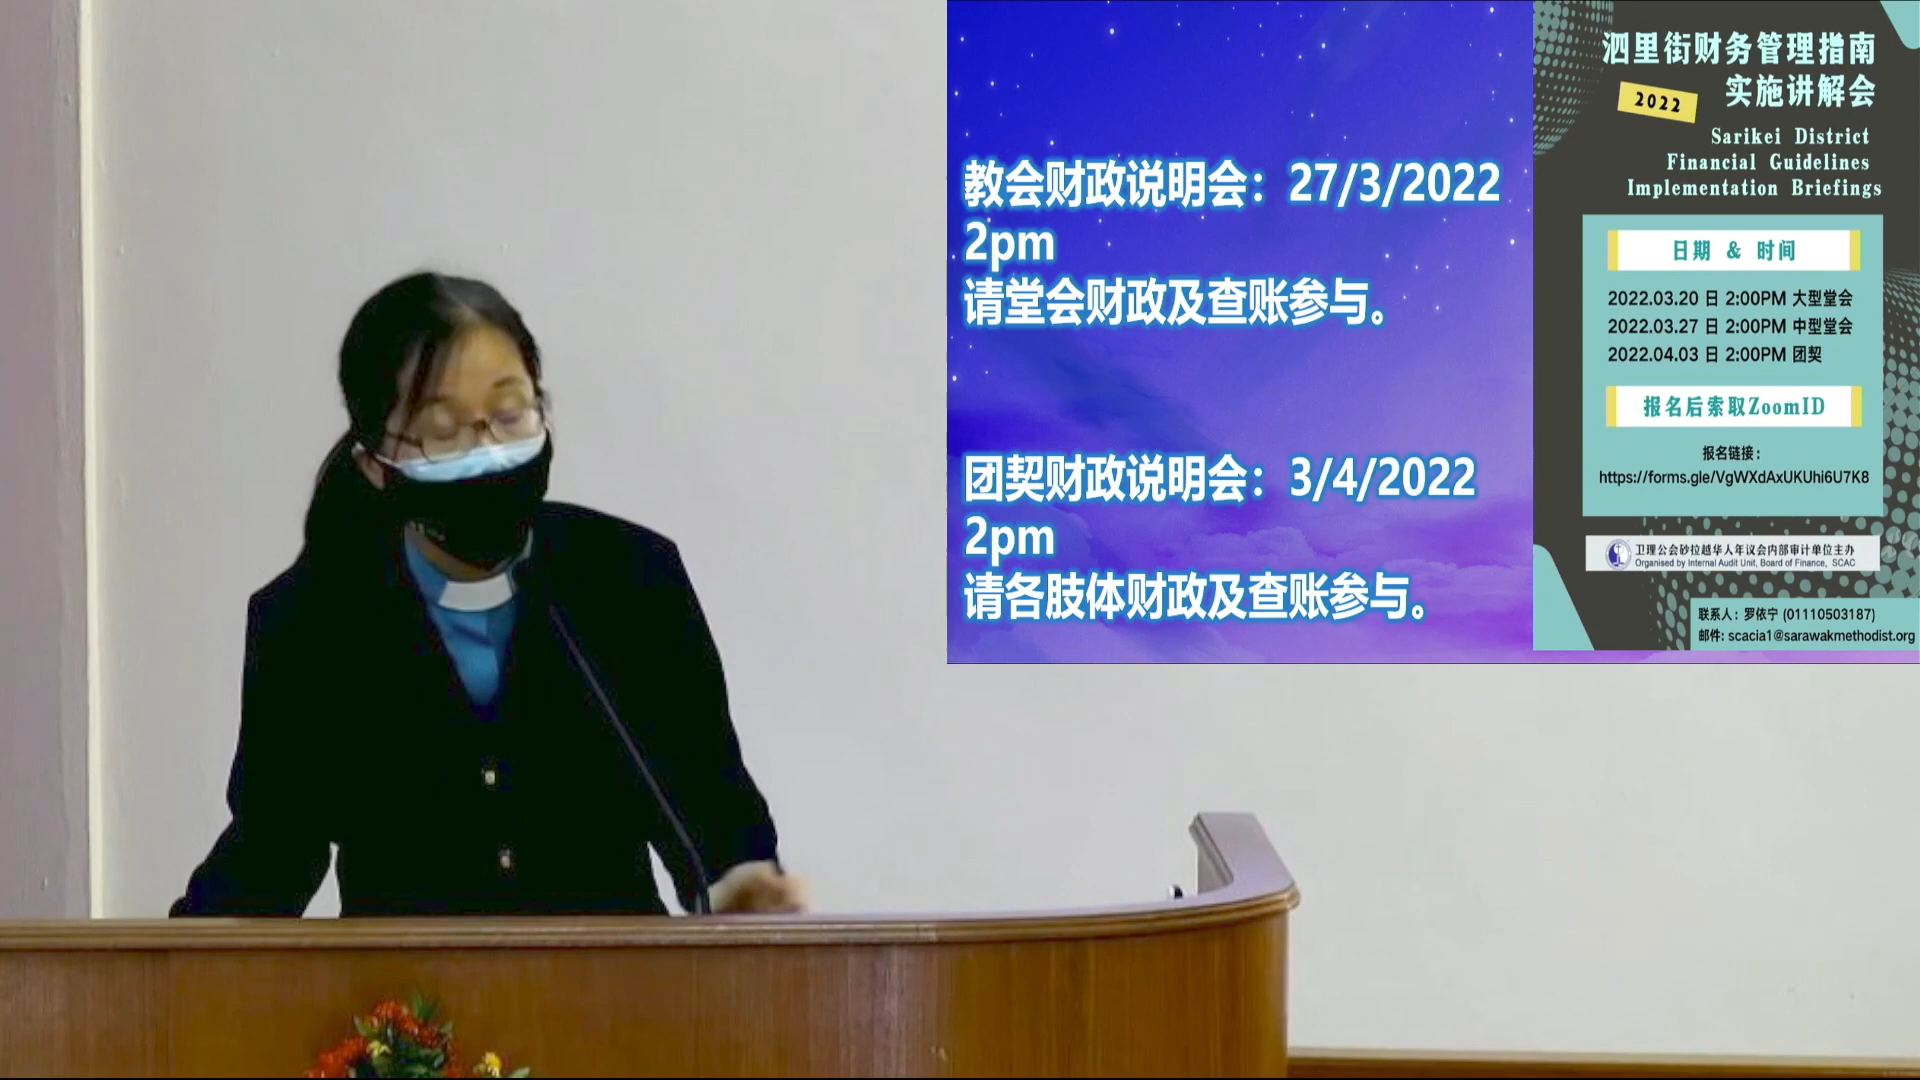 教会财政说明会：27/3/2022
2pm
请堂会财政及查账参与。
团契财政说明会：3/4/2022
2pm
请各肢体财政及查账参与。
泗里街财务管理指南
实施讲解会
2022
Sarikei District
Financial Guidelines
Implementation Briefings
日期 & 时间
2022.03.20 日 2:00PM 大型堂会
2022.03.27 日 2:00PM 中型堂会
2022.04.03 日 2:00PM 团契
报名后索取ZoomID
报名链接：
https://forms.gle/VgWXdAxUKUhi6U7K8
卫理公会砂拉越华人年议会内部审计单位主办
Organised by Internal Audit Unit, Board of Finance, SCAC
联系人：罗依宁 (01110503187)
邮件: scacia1@sarawakmethodist.org